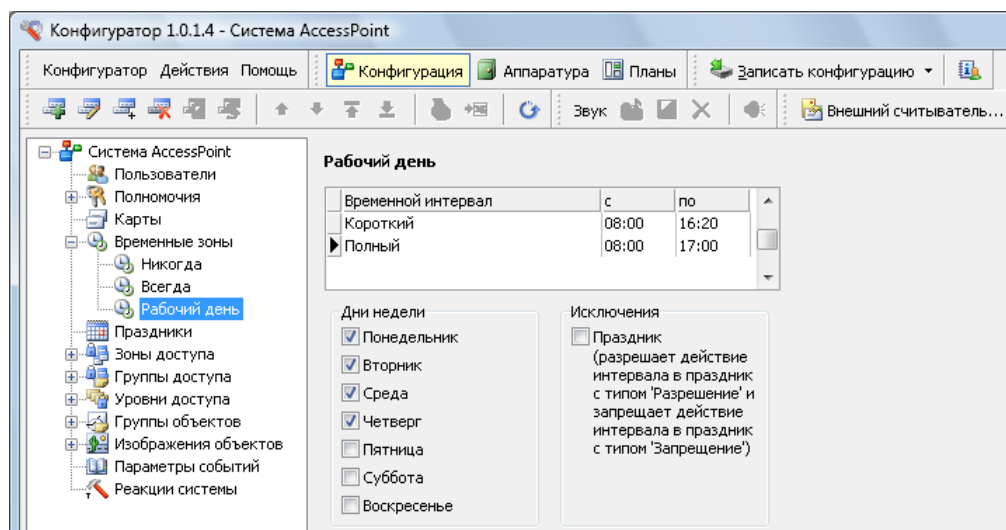 Конфигуратор 1.0.1.4 - Система AccessPoint
Конфигуратор Действия Помощь Конфигурация Аппаратура Планы Записать конфигурацию
Звук Внешний считыватель...
Система AccessPoint
Пользователи
Полномочия
Карты
Временные зоны
Никогда
Всегда
Рабочий день
Праздники
Зоны доступа
Группы доступа
Уровни доступа
Группы объектов
Изображения объектов
Параметры событий
Реакции системы
Рабочий день
Временной интервал с по
Короткий 08:00 16:20
Полный 08:00 17:00
Дни недели
Понедельник
Вторник
Среда
Четверг
Пятница
Суббота
Воскресенье
Исключения
Праздник
(разрешает действие
интервала в праздник
с типом 'Разрешение' и
запрещает действие
интервала в праздник
с типом 'Запрещение')